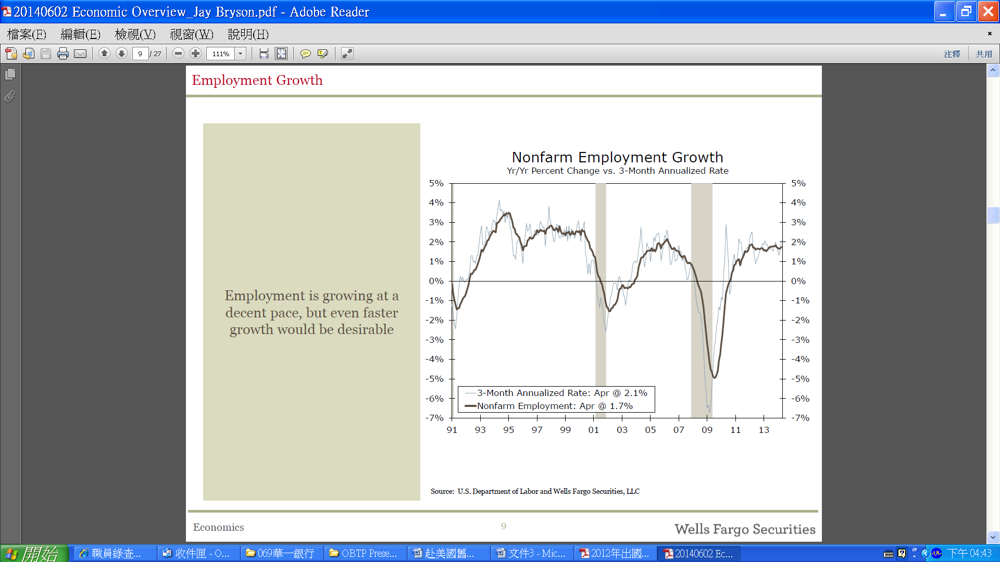 20140602 Economic Overview_Jay Bryson.pdf - Adobe Reader
檔案(F) 編輯(E) 檢視(V) 視窗(W) 說明(H)
9 / 27 111% 注釋 共用
Employment Growth
Employment is growing at a
decent pace, but even faster
growth would be desirable
Nonfarm Employment Growth
Yr/Yr Percent Change vs. 3-Month Annualized Rate
5% 5%
4% 4%
3% 3%
2% 2%
1% 1%
0% 0%
-1% -1%
-2% -2%
-3% -3%
-4% -4%
-5% -5%
-6% -6%
-7% -7%
3-Month Annualized Rate: Apr @ 2.1%
Nonfarm Employment: Apr @ 1.7%
91 93 95 97 99 01 03 05 07 09 11 13
Source: U.S. Department of Labor and Wells Fargo Securities, LLC
Economics 9 Wells Fargo Securities
開始 職員錄查... 收件匣 - O... 069華一銀行 OBTP Prese... 赴美國舊... 文件3 - Mic... 2012年出國... 20140602 Ec... 下午 04:43